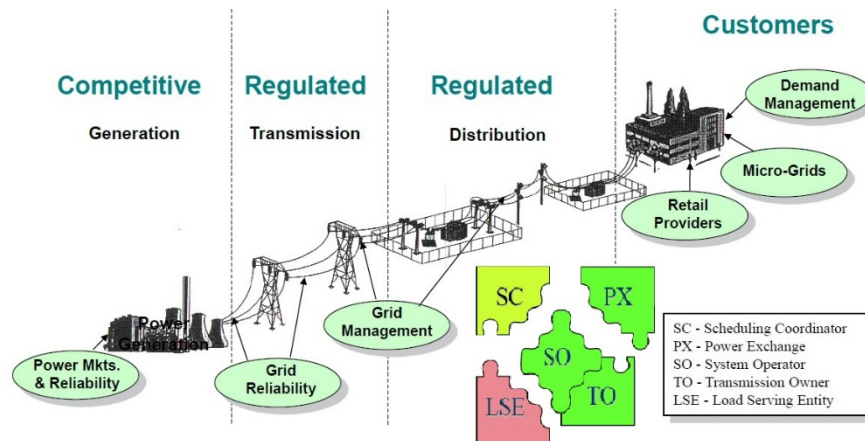 Customers
Competitive
Regulated
Regulated
Generation
Transmission
Distribution
Demand
Management
Micro-Grids
Retail
Providers
Grid
Management
Power
Generation
Grid
Reliability
Power Mkts.
& Reliability
SC
PX
SO
LSE
TO
SC - Scheduling Coordinator
PX - Power Exchange
SO - System Operator
TO - Transmission Owner
LSE - Load Serving Entity